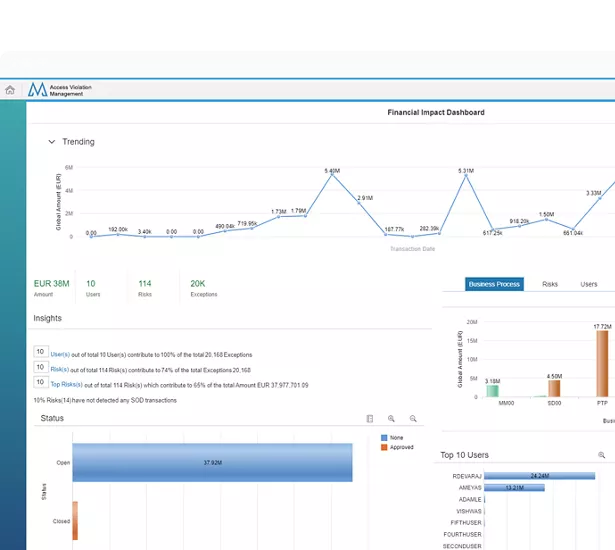 Access Violation
Management
Financial Impact Dashboard
Trending
Global Amount (EUR)
6M
4M
2M
0
0.00
192.00k
3.40k
0.00
0.00
490.04k
719.95k
1.73M
1.79M
5.40M
2.91M
187.77k
282.39k
5.31M
517.25k
918.20k
1.50M
551.04k
3.33M
Transaction Date
EUR 38M
Amount
10
Users
114
Risks
20K
Exceptions
Insights
10 User(s) out of total 10 User(s) contribute to 100% of the total 20,168 Exceptions
10 Risk(s) out of total 114 Risk(s) contribute to 74% of the total Exceptions 20,168
10 Top Risks(s) out of total 114 Risk(s) which contribute to 65% of the total Amount EUR 37,977,701.09
10% Risks(14) have not detected any SOD transactions
Status
None
Approved
Status
Open
37.92M
Closed
Business Process
Risks
Users
Global Amount (EUR)
20M
15M
10M
5M
0
3.18M
4.50M
17.72M
MM00
SD00
PTP
Busi
Top 10 Users
RDEVARAJ
24.24M
AMEYAS
13.21M
ADAMLE
VISHWAS
FIFTHUSER
FOURTHUSER
SECONDUSER